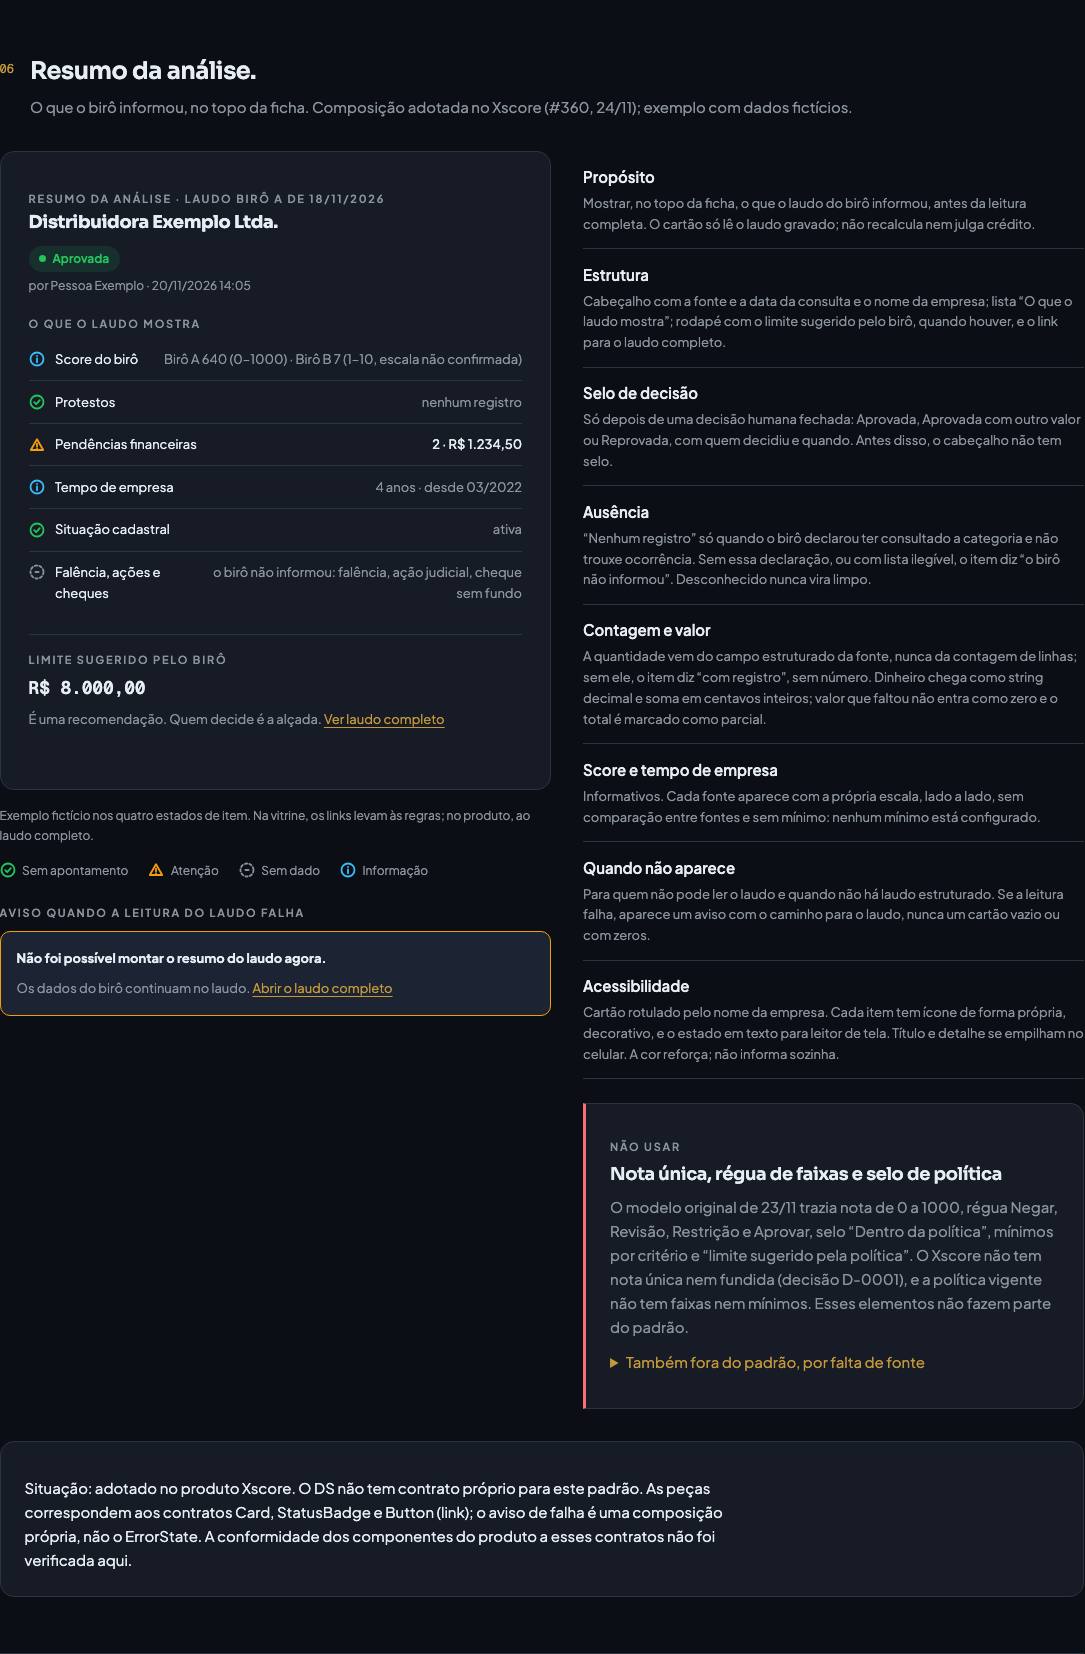 06
Resumo da análise.
O que o birô informou, no topo da ficha. Composição adotada no Xscore (#360, 24/11); exemplo com dados fictícios.
RESUMO DA ANÁLISE · LAUDO BIRÔ A DE 18/11/2026
Distribuidora Exemplo Ltda.
Aprovada
por Pessoa Exemplo · 20/11/2026 14:05
O QUE O LAUDO MOSTRA
Score do birô Birô A 640 (0–1000) · Birô B 7 (1–10, escala não confirmada)
Protestos nenhum registro
Pendências financeiras 2 · R$ 1.234,50
Tempo de empresa 4 anos · desde 03/2022
Situação cadastral ativa
Falência, ações e o birô não informou: falência, ação judicial, cheque
cheques sem fundo
LIMITE SUGERIDO PELO BIRÔ
R$ 8.000,00
É uma recomendação. Quem decide é a alçada. Ver laudo completo
Exemplo fictício nos quatro estados de item. Na vitrine, os links levam às regras; no produto, ao
laudo completo.
Sem apontamento Atenção Sem dado Informação
AVISO QUANDO A LEITURA DO LAUDO FALHA
Não foi possível montar o resumo do laudo agora.
Os dados do birô continuam no laudo. Abrir o laudo completo
Propósito
Mostrar, no topo da ficha, o que o laudo do birô informou, antes da leitura
completa. O cartão só lê o laudo gravado; não recalcula nem julga crédito.
Estrutura
Cabeçalho com a fonte e a data da consulta e o nome da empresa; lista “O que o
laudo mostra”; rodapé com o limite sugerido pelo birô, quando houver, e o link
para o laudo completo.
Selo de decisão
Só depois de uma decisão humana fechada: Aprovada, Aprovada com outro valor
ou Reprovada, com quem decidiu e quando. Antes disso, o cabeçalho não tem
selo.
Ausência
“Nenhum registro” só quando o birô declarou ter consultado a categoria e não
trouxe ocorrência. Sem essa declaração, ou com lista ilegível, o item diz “o birô
não informou”. Desconhecido nunca vira limpo.
Contagem e valor
A quantidade vem do campo estruturado da fonte, nunca da contagem de linhas;
sem ele, o item diz “com registro”, sem número. Dinheiro chega como string
decimal e soma em centavos inteiros; valor que faltou não entra como zero e o
total é marcado como parcial.
Score e tempo de empresa
Informativos. Cada fonte aparece com a própria escala, lado a lado, sem
comparação entre fontes e sem mínimo: nenhum mínimo está configurado.
Quando não aparece
Para quem não pode ler o laudo e quando não há laudo estruturado. Se a leitura
falha, aparece um aviso com o caminho para o laudo, nunca um cartão vazio ou
com zeros.
Acessibilidade
Cartão rotulado pelo nome da empresa. Cada item tem ícone de forma própria,
decorativo, e o estado em texto para leitor de tela. Título e detalhe se empilham no
celular. A cor reforça; não informa sozinha.
NÃO USAR
Nota única, régua de faixas e selo de política
O modelo original de 23/11 trazia nota de 0 a 1000, régua Negar,
Revisão, Restrição e Aprovar, selo “Dentro da política”, mínimos
por critério e “limite sugerido pela política”. O Xscore não tem
nota única nem fundida (decisão D-0001), e a política vigente
não tem faixas nem mínimos. Esses elementos não fazem parte
do padrão.
Também fora do padrão, por falta de fonte
Situação: adotado no produto Xscore. O DS não tem contrato próprio para este padrão. As peças
correspondem aos contratos Card, StatusBadge e Button (link); o aviso de falha é uma composição
própria, não o ErrorState. A conformidade dos componentes do produto a esses contratos não foi
verificada aqui.